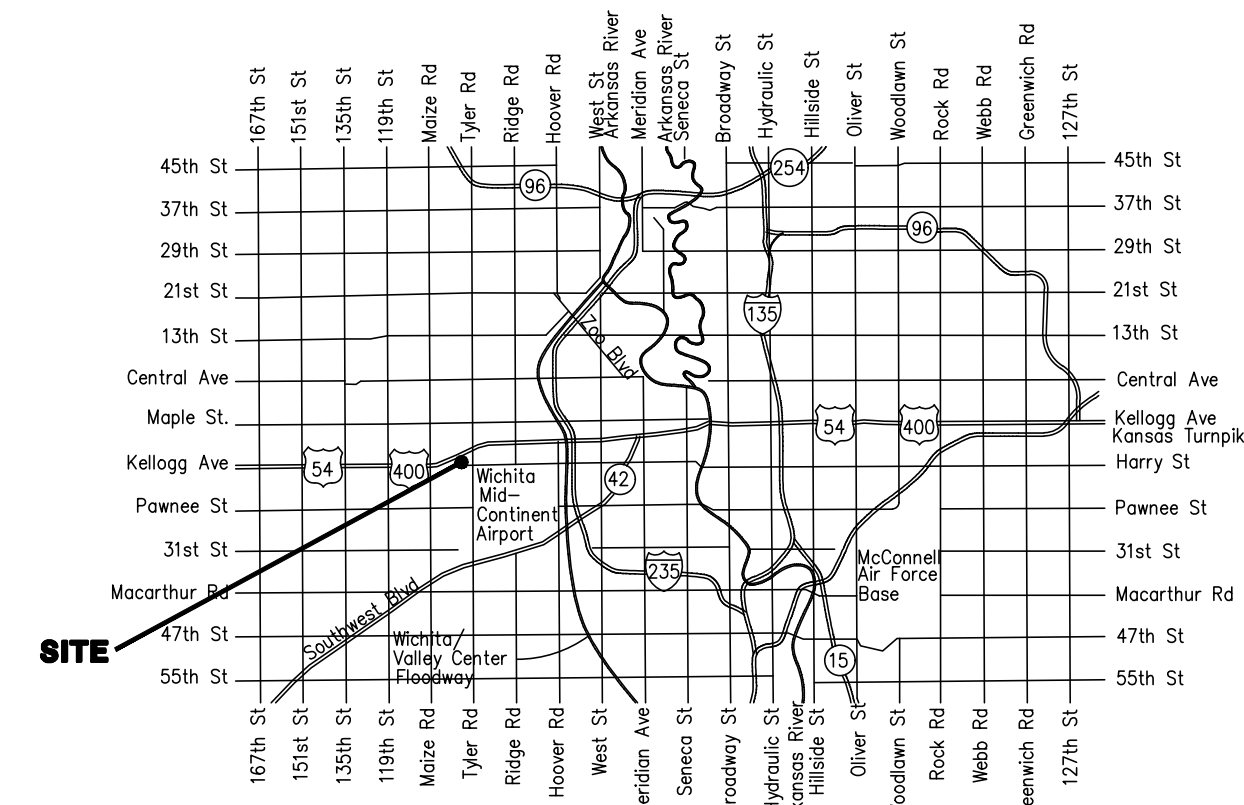 167th St
151st St
135th St
119th St
Maize Rd
Tyler Rd
Ridge Rd
Hoover Rd
West St
Arkansas River
Meridian Ave
Arkansas River
Seneca St
Broadway St
Hydraulic St
Hillside St
Oliver St
Woodlawn St
Rock Rd
Webb Rd
Greenwich Rd
127th St
45th St
37th St
29th St
21st St
13th St
Central Ave
Maple St.
Kellogg Ave
Pawnee St
31st St
Macarthur Rd
47th St
55th St
SITE
96
254
96
135
Zoo Blvd
54
400
54
400
42
Wichita
Mid-
Continent
Airport
235
McConnell
Air Force
Base
Southwest Blvd
Wichita/
Valley Center
Floodway
15
45th St
37th St
29th St
21st St
13th St
Central Ave
Kellogg Ave
Kansas Turnpik
Harry St
Pawnee St
31st St
Macarthur Rd
47th St
55th St
167th St
151st St
135th St
119th St
Maize Rd
Tyler Rd
Ridge Rd
Hoover Rd
West St
eridian Ave
Seneca St
roadway St
Hydraulic St
kansas River
Hillside St
Oliver St
oodlawn St
Rock Rd
Webb Rd
eenwich Rd
127th St